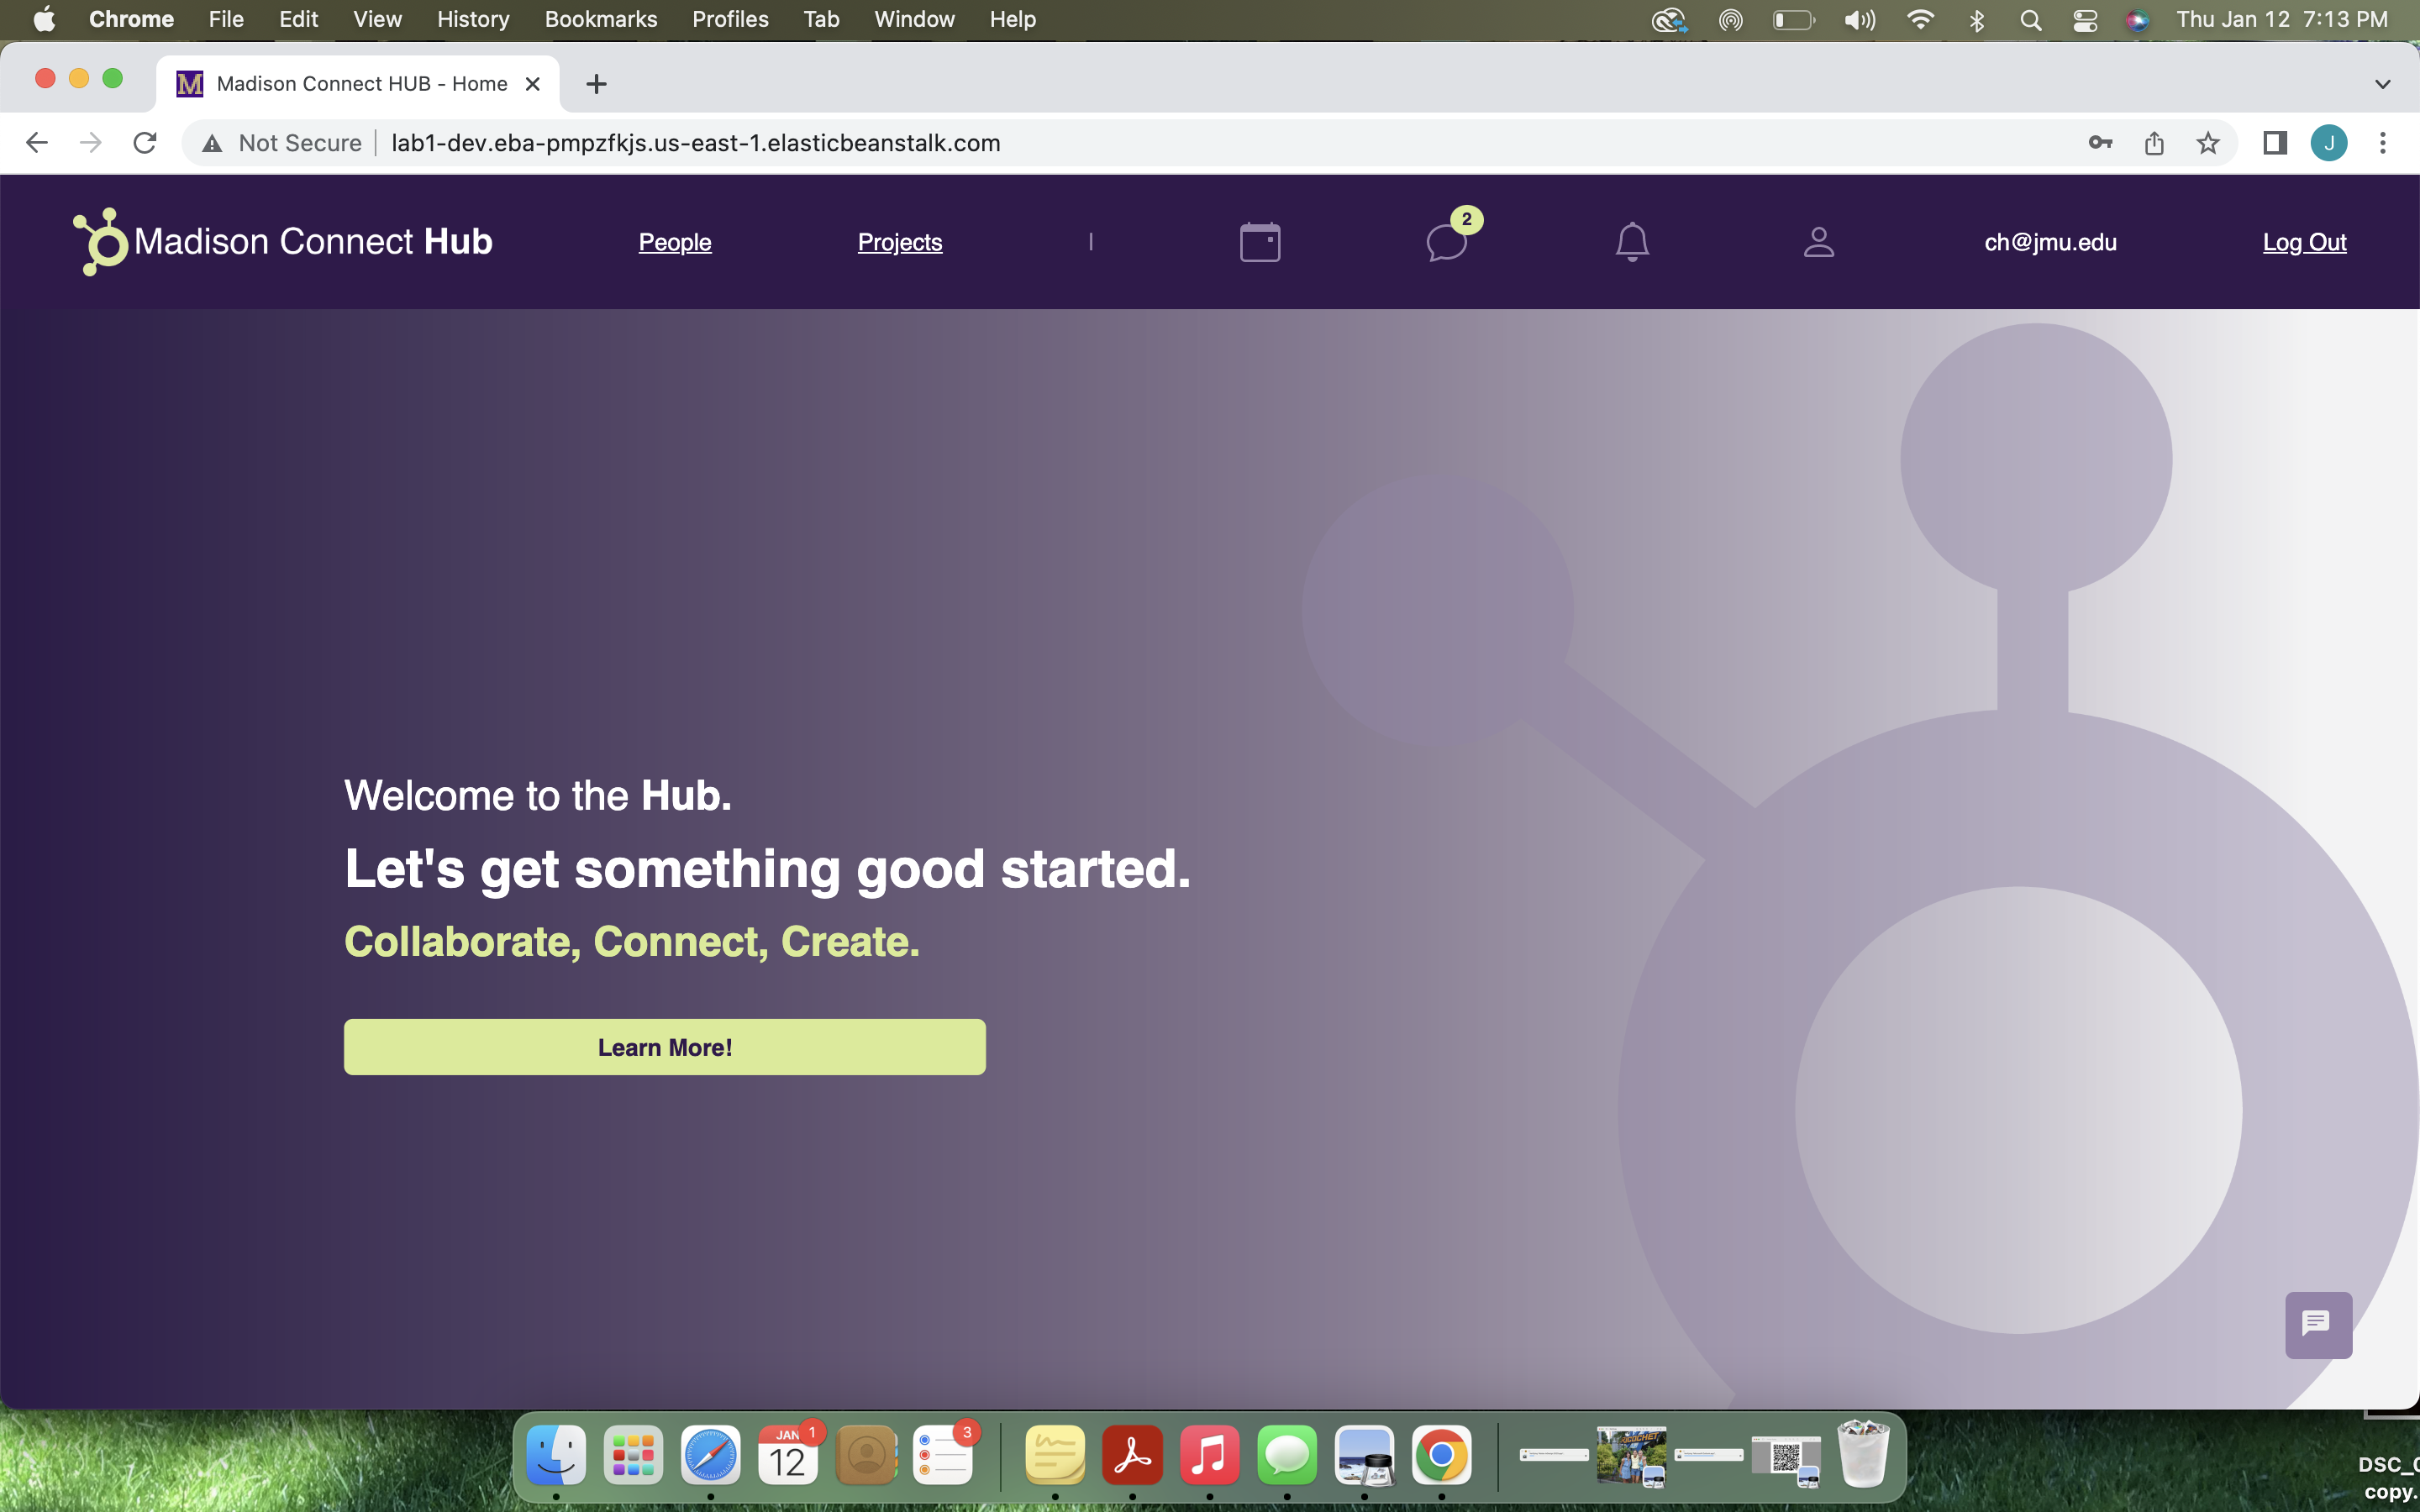 Chrome File Edit View History Bookmarks Profiles Tab Window Help Thu Jan 12 7:13 PM
Madison Connect HUB - Home
Not Secure | lab1-dev.eba-pmpzfkjs.us-east-1.elasticbeanstalk.com
J
Madison Connect Hub People Projects | 2 ch@jmu.edu Log Out
Welcome to the Hub.
Let's get something good started.
Collaborate, Connect, Create.
Learn More!
JAN 1
12
3
RICOCHET
DSC_
copy.